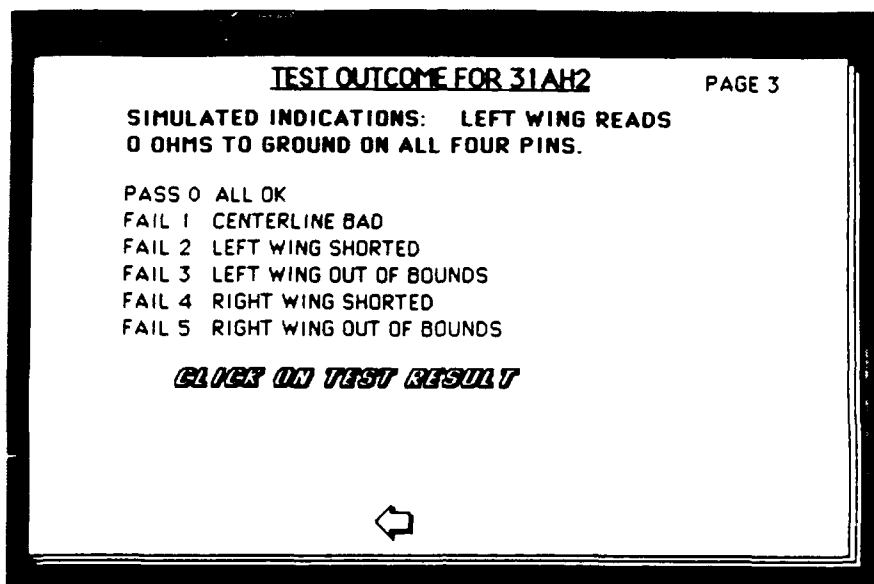 TEST OUTCOME FOR 31AH2
PAGE 3
SIMULATED INDICATIONS: LEFT WING READS
0 OHMS TO GROUND ON ALL FOUR PINS.
PASS 0 ALL OK
FAIL 1 CENTERLINE BAD
FAIL 2 LEFT WING SHORTED
FAIL 3 LEFT WING OUT OF BOUNDS
FAIL 4 RIGHT WING SHORTED
FAIL 5 RIGHT WING OUT OF BOUNDS
CLICK ON TEST RESULT